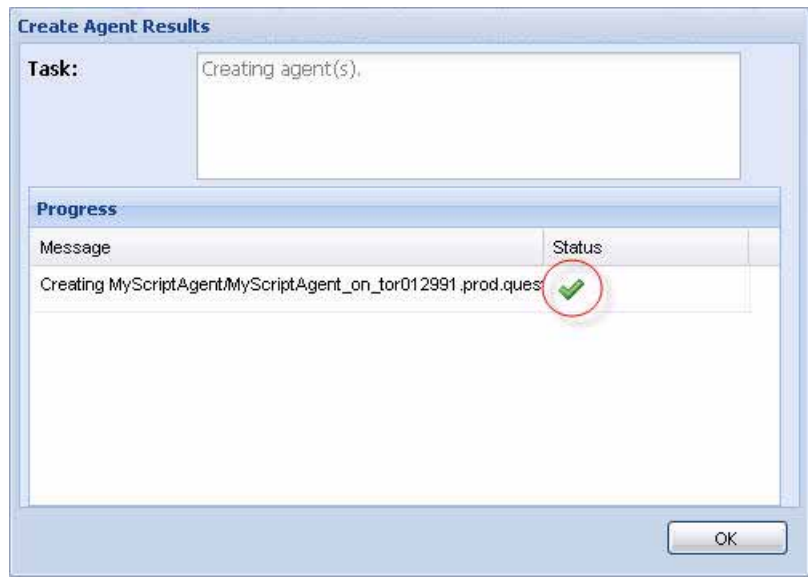 Create Agent Results
Task:
Creating agent(s).
Progress
Message Status
Creating MyScriptAgent/MyScriptAgent_on_tor012991.prod.ques
OK